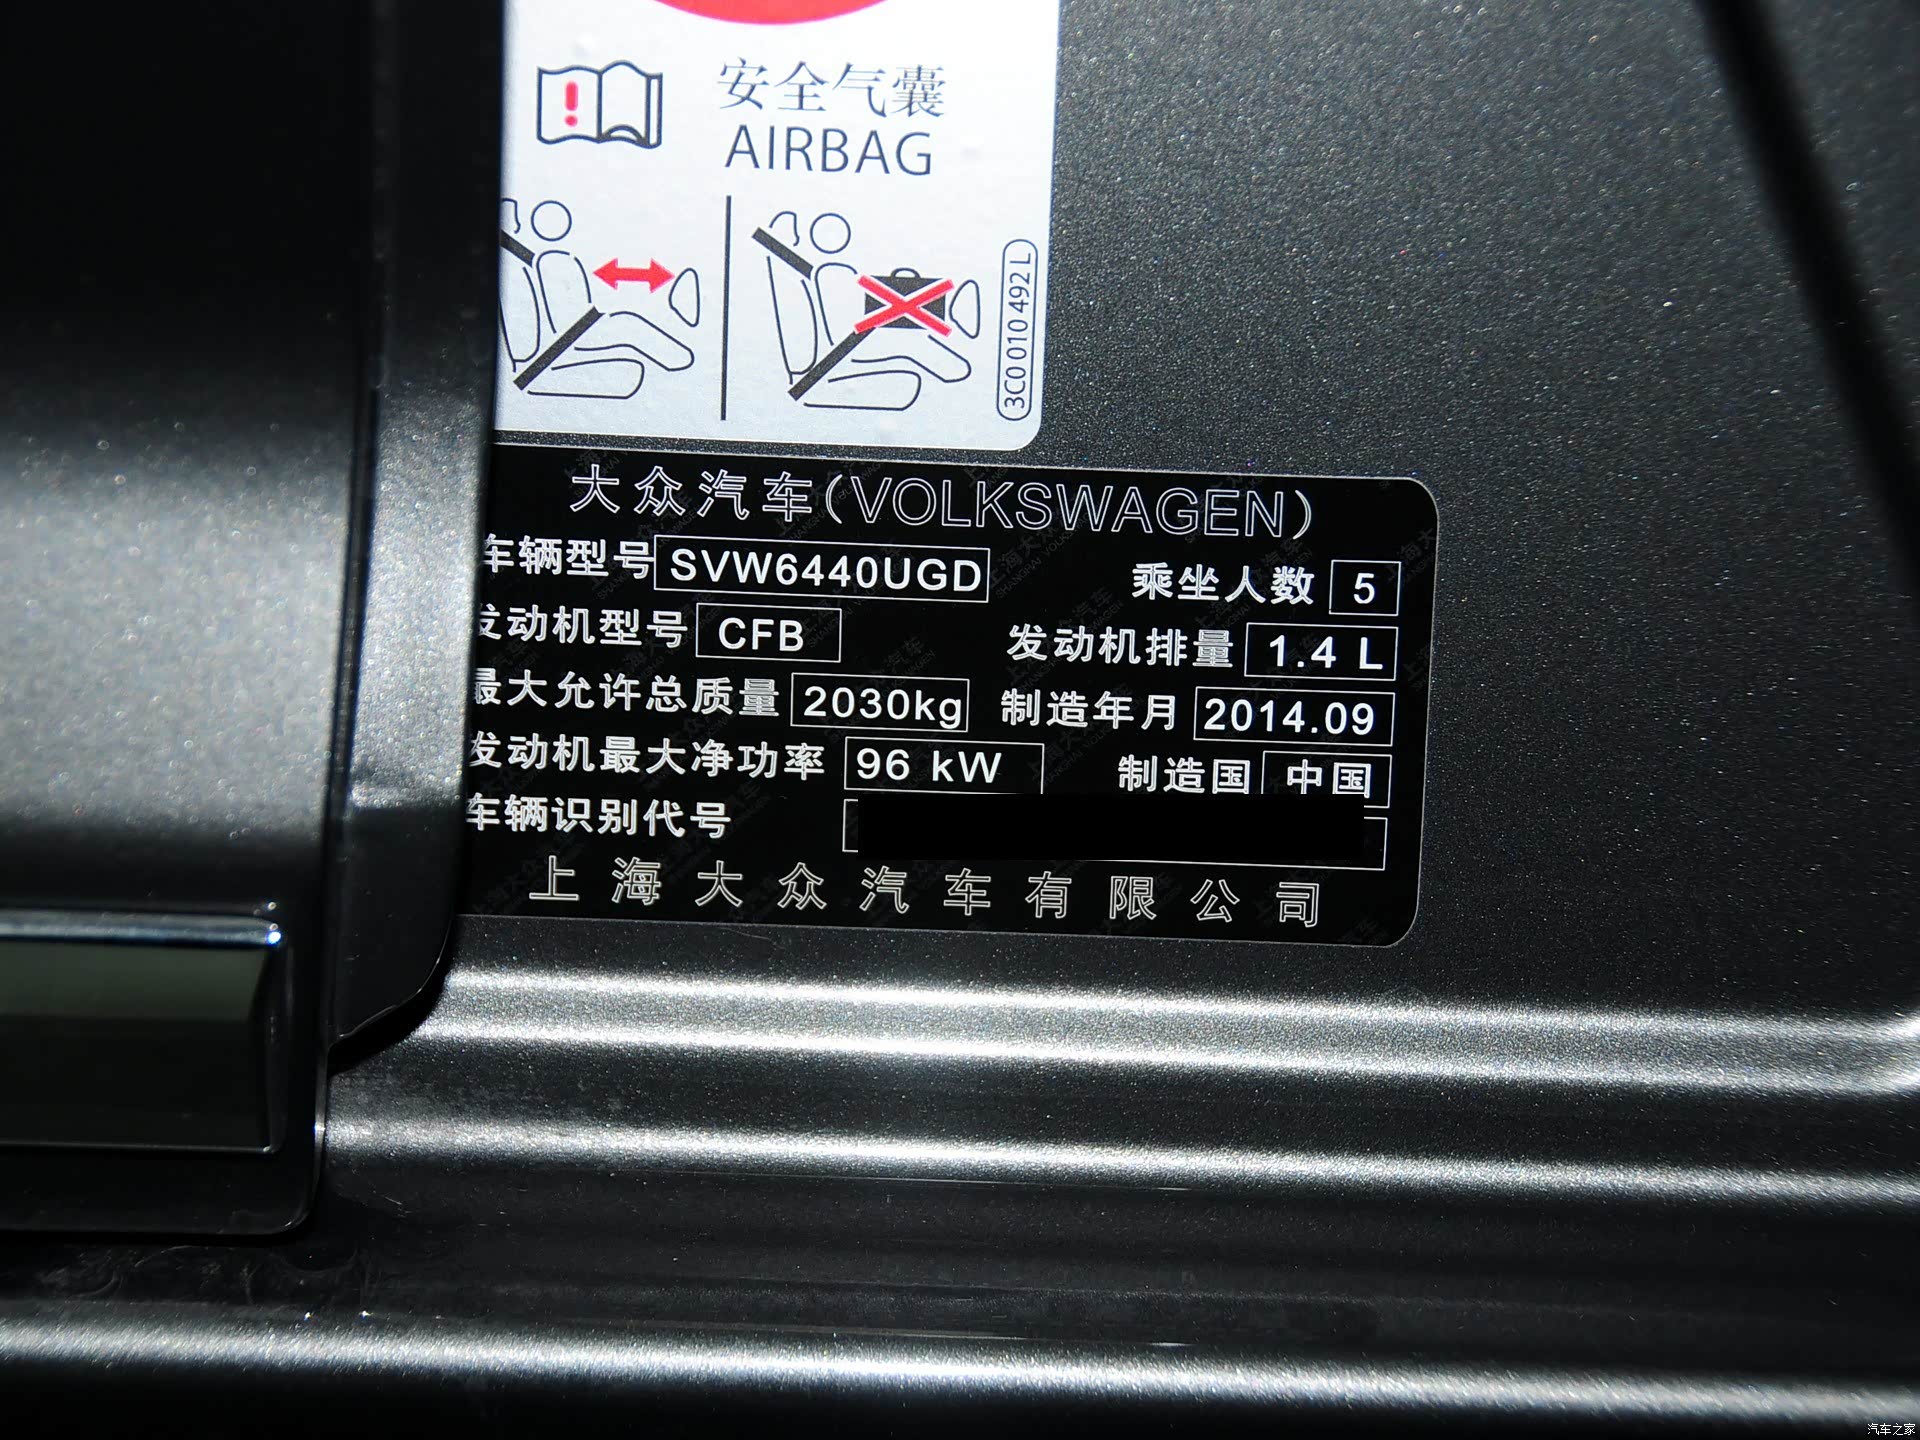 安全气囊
AIRBAG
3C0 010 492 L
大众汽车(VOLKSWAGEN)
车辆型号 SVW6440UGD 乘坐人数 5
发动机型号 CFB 发动机排量 1.4 L
最大允许总质量 2030kg 制造年月 2014.09
发动机最大净功率 96 kW 制造国 中国
车辆识别代号
上海大众汽车有限公司
汽车之家